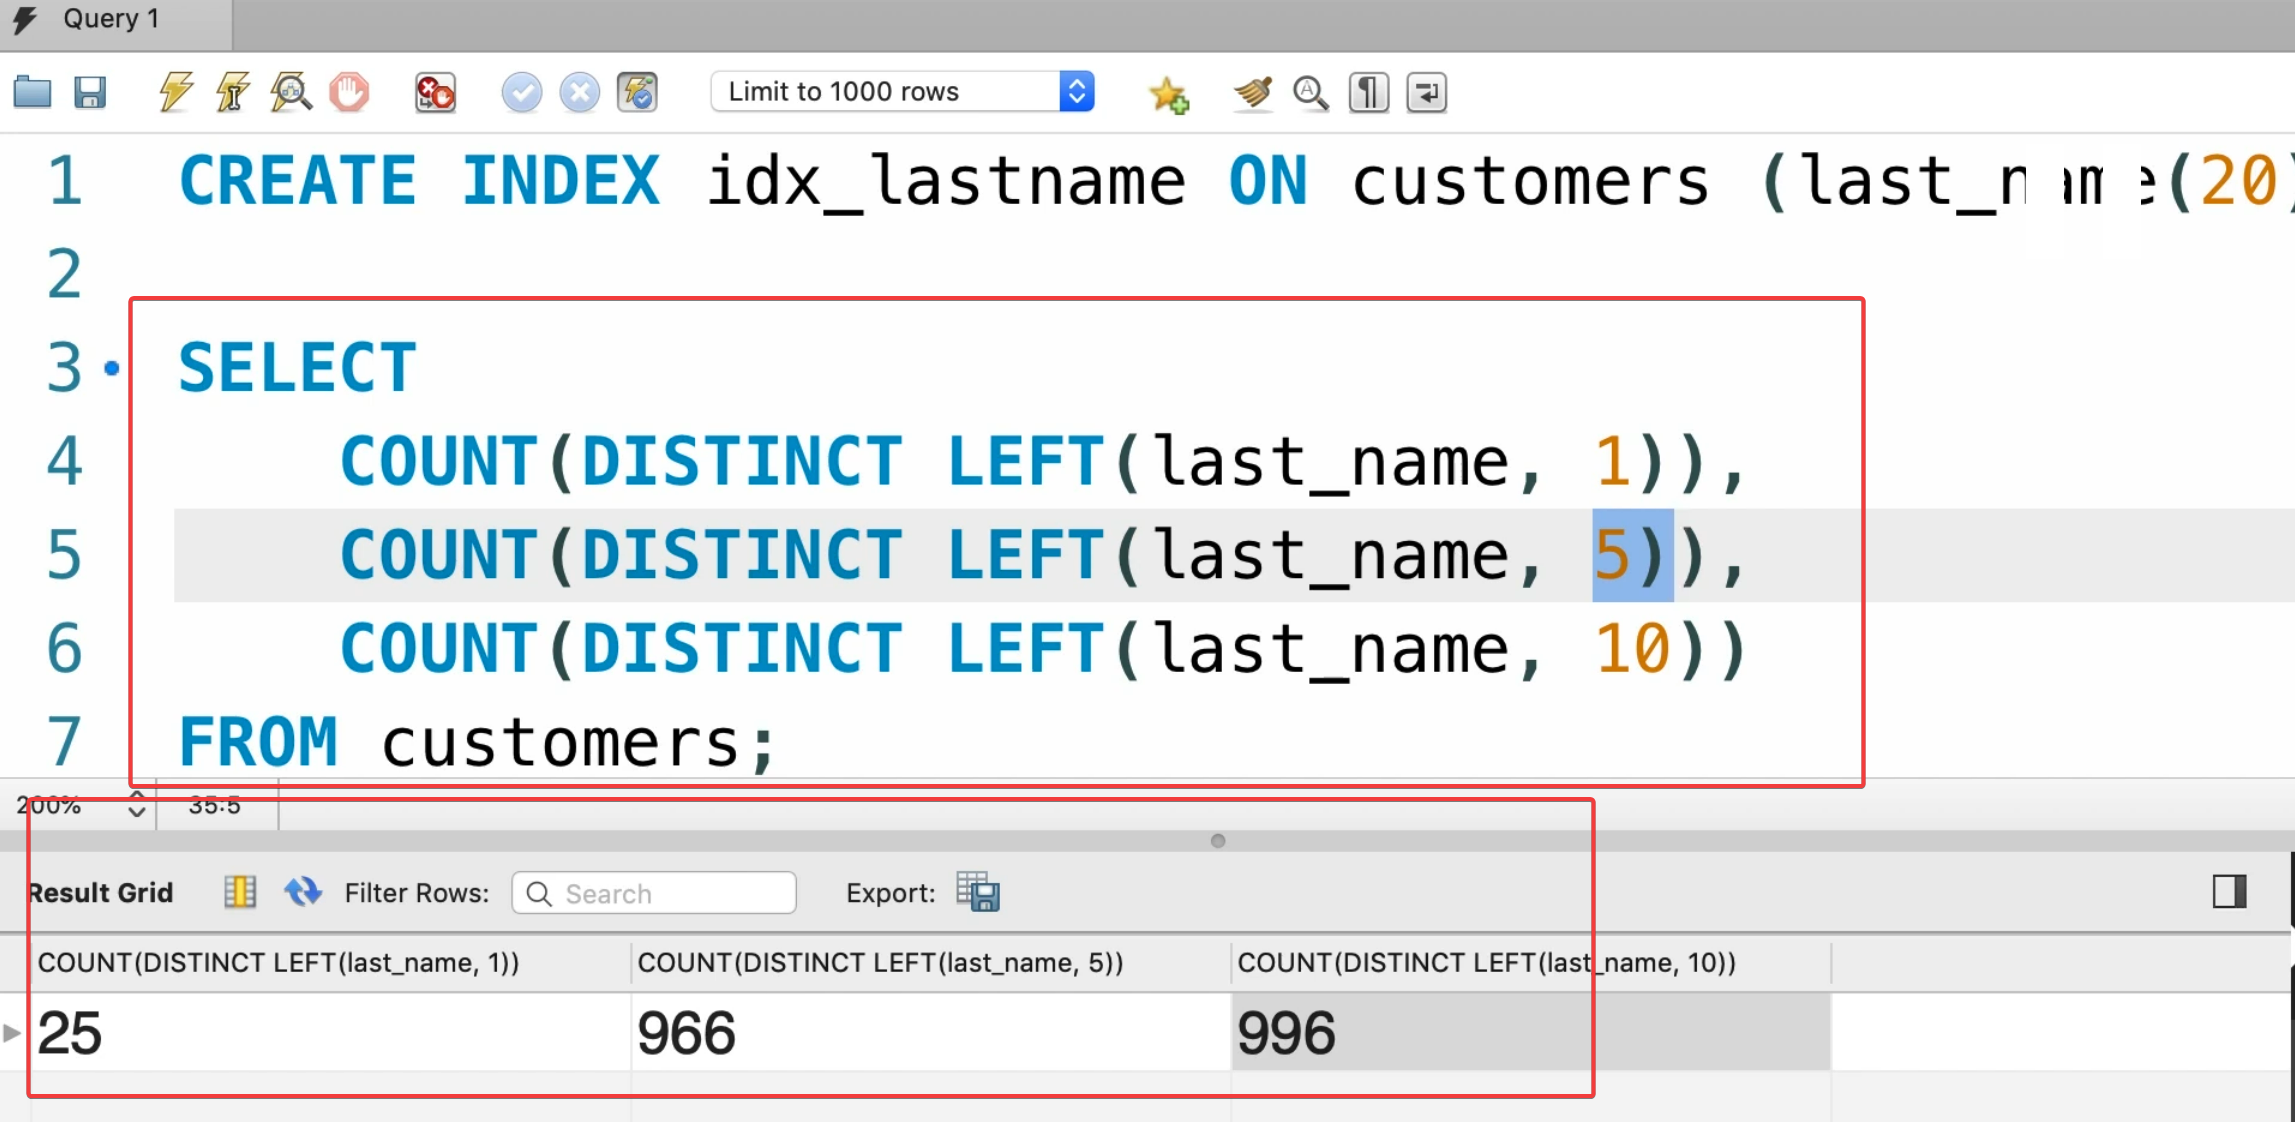 Query 1
Limit to 1000 rows
1 CREATE INDEX idx_lastname ON customers (last_name(20)
2
3 SELECT
4 COUNT(DISTINCT LEFT(last_name, 1)),
5 COUNT(DISTINCT LEFT(last_name, 5)),
6 COUNT(DISTINCT LEFT(last_name, 10))
7 FROM customers;
200% 35:5
Result Grid Filter Rows: Search Export:
COUNT(DISTINCT LEFT(last_name, 1)) COUNT(DISTINCT LEFT(last_name, 5)) COUNT(DISTINCT LEFT(last_name, 10))
25 966 996